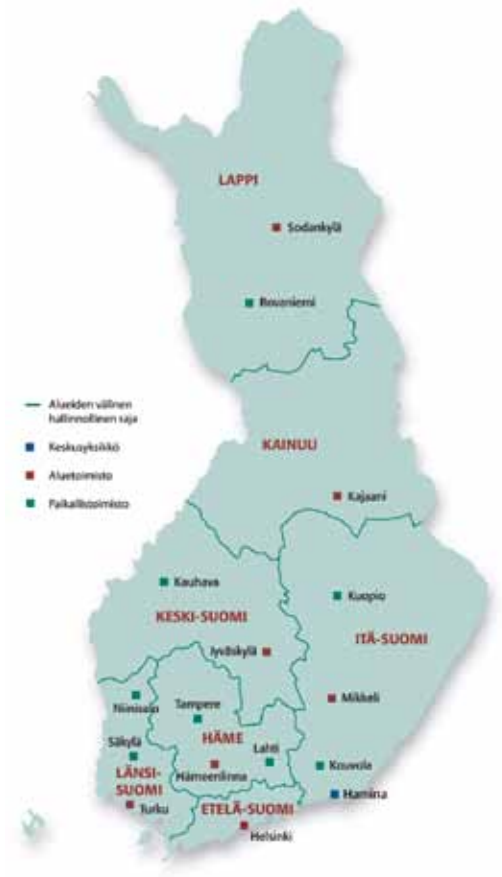 LAPPI
Sodankylä
Rovaniemi
Alueiden välinen
hallinnollinen raja
Keskusyksikkö
Aluetoimisto
Paikallistoimisto
KAINUU
Kajaani
Kauhava
Kuopio
KESKI-SUOMI
ITÄ-SUOMI
Jyväskylä
Niinisalo
Tampere
Mikkeli
HÄME
Säkylä
Lahti
Kouvola
LÄNSI-
SUOMI
Hämeenlinna
Hamina
Turku
ETELÄ-SUOMI
Helsinki